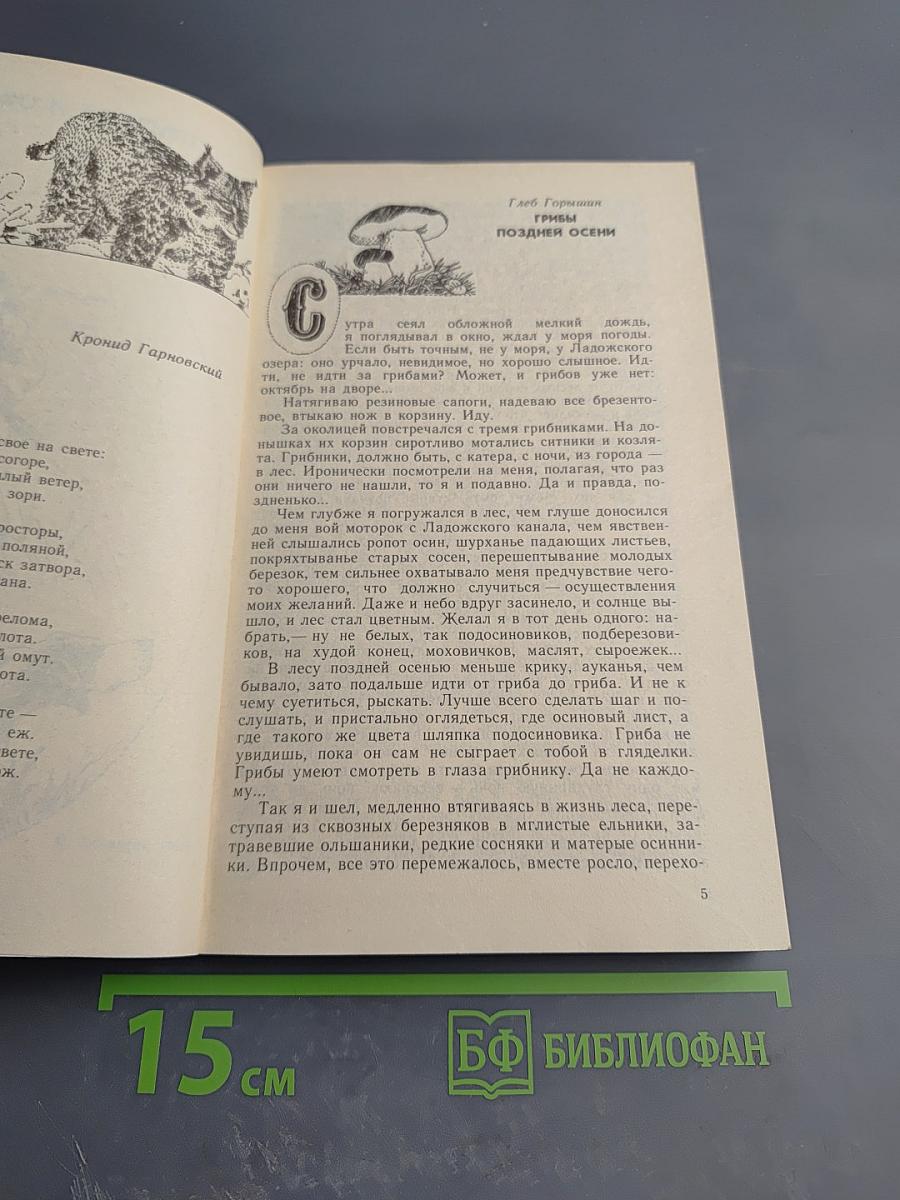 Кронид Гарновский
свое на свете:
согоре,
лый ветер,
зори.
росторы,
поляной,
ск затвора,
ана.
релома,
лота.
й омут.
ота.
те —
еж.
вете,
ож.
Глеб Горышин
ГРИБЫ
ПОЗДНЕЙ ОСЕНИ
С утра сеял обложной мелкий дождь,
я поглядывал в окно, ждал у моря погоды.
Если быть точным, не у моря, у Ладожского
озера: оно урчало, невидимое, но хорошо слышное. Ид-
ти, не идти за грибами? Может, и грибов уже нет:
октябрь на дворе...
Натягиваю резиновые сапоги, надеваю все брезенто-
вое, втыкаю нож в корзину. Иду.
За околицей повстречался с тремя грибниками. На до-
нышках их корзин сиротливо мотались ситники и козля-
та. Грибники, должно быть, с катера, с ночи, из города —
в лес. Иронически посмотрели на меня, полагая, что раз
они ничего не нашли, то я и подавно. Да и правда, по-
здненько...
Чем глубже я погружался в лес, чем глуше доносился
до меня вой моторок с Ладожского канала, чем явствен-
ней слышались ропот осин, шурханье падающих листьев,
покряхтыванье старых сосен, перешептывание молодых
березок, тем сильнее охватывало меня предчувствие чего-
то хорошего, что должно случиться — осуществления
моих желаний. Даже и небо вдруг засинело, и солнце вы-
шло, и лес стал цветным. Желал я в тот день одного: на-
брать,— ну не белых, так подосиновиков, подберезови-
ков, на худой конец, моховичков, маслят, сыроежек...
В лесу поздней осенью меньше крику, ауканья, чем
бывало, зато подальше идти от гриба до гриба. И не к
чему суетиться, рыскать. Лучше всего сделать шаг и по-
слушать, и пристально оглядеться, где осиновый лист, а
где такого же цвета шляпка подосиновика. Гриба не
увидишь, пока он сам не сыграет с тобой в гляделки.
Грибы умеют смотреть в глаза грибнику. Да не каждо-
му...
Так я и шел, медленно втягиваясь в жизнь леса, пере-
ступая из сквозных березняков в мглистые ельники, за-
травевшие ольшаники, редкие сосняки и матерые осинни-
ки. Впрочем, все это перемежалось, вместе росло, перехо-
5
15 см
БФ БИБЛИОФАН